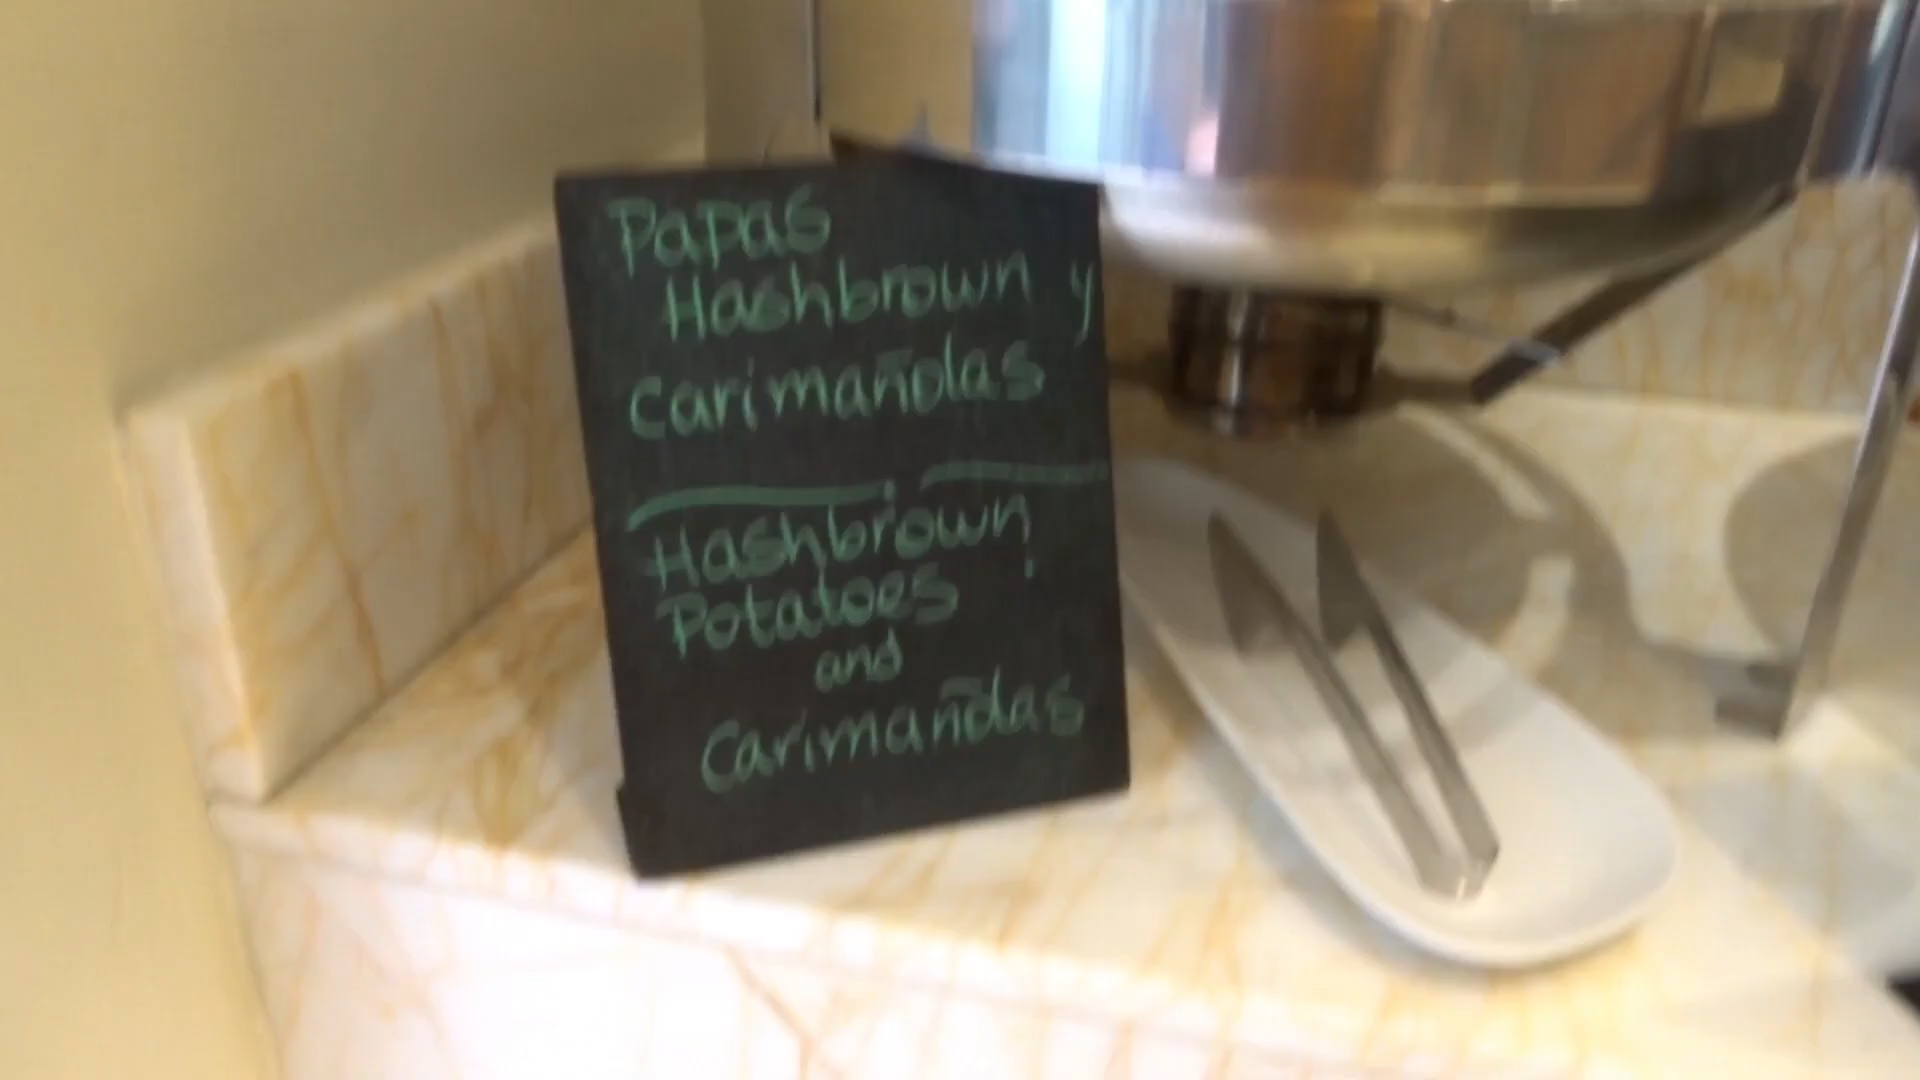 Papas
Hashbrown y
Carimañolas
Hashbrown
Potatoes
and
Carimañolas